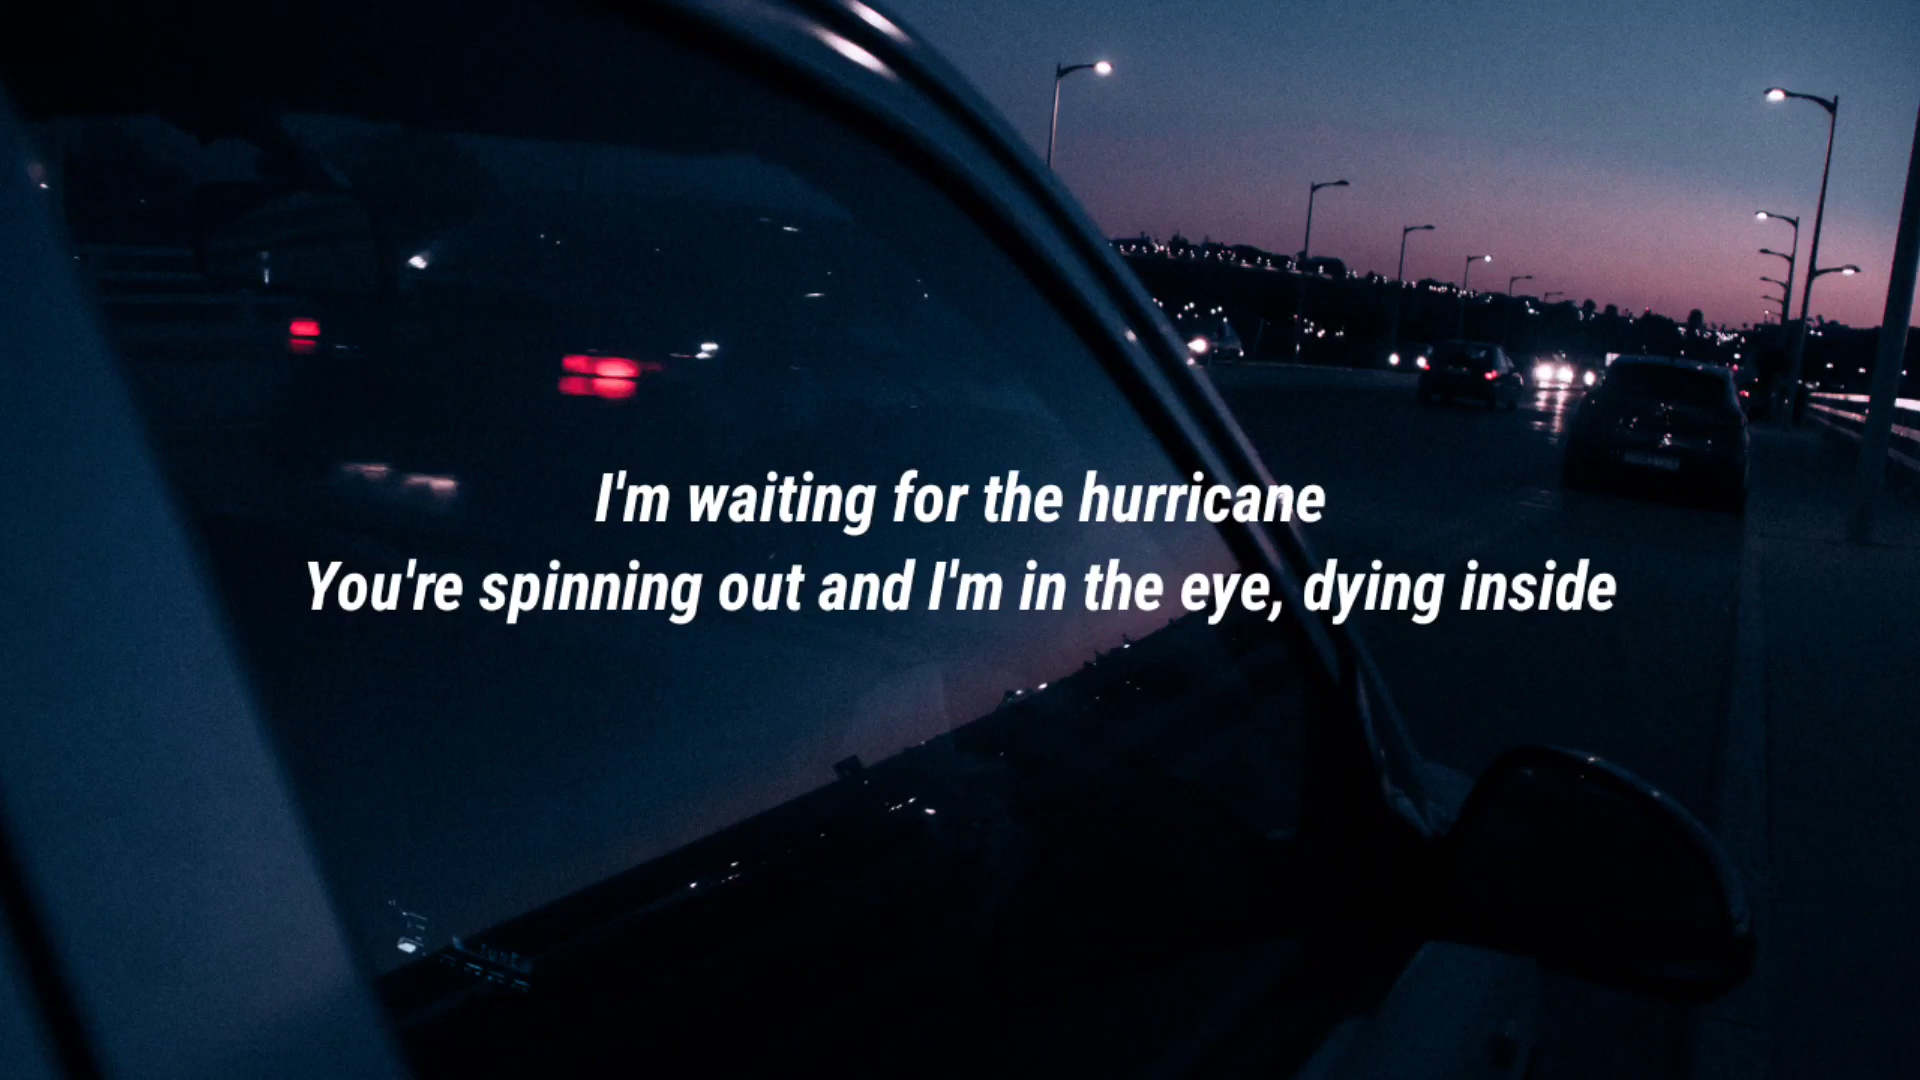 I'm waiting for the hurricane
You're spinning out and I'm in the eye, dying inside